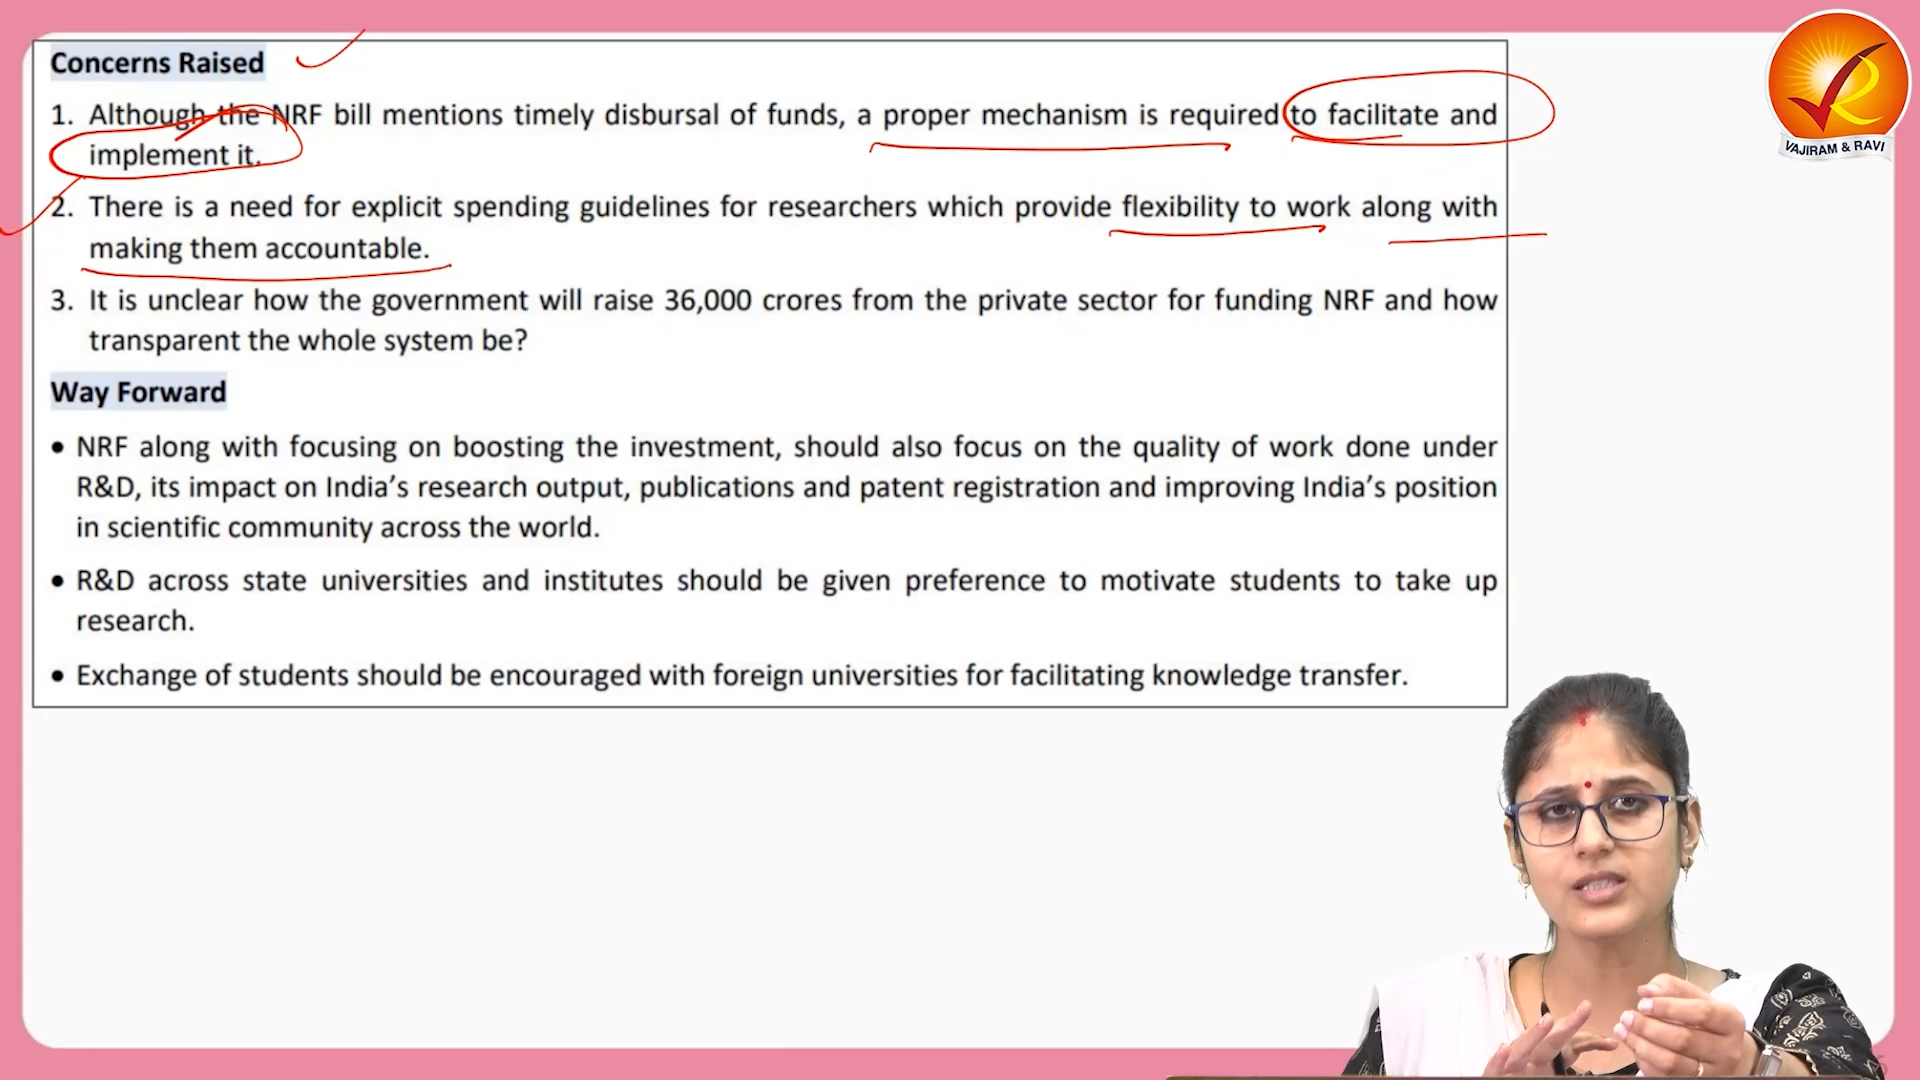 Concerns Raised
1. Although the NRF bill mentions timely disbursal of funds, a proper mechanism is required to facilitate and
implement it.
2. There is a need for explicit spending guidelines for researchers which provide flexibility to work along with
making them accountable.
3. It is unclear how the government will raise 36,000 crores from the private sector for funding NRF and how
transparent the whole system be?
Way Forward
• NRF along with focusing on boosting the investment, should also focus on the quality of work done under
R&D, its impact on India’s research output, publications and patent registration and improving India’s position
in scientific community across the world.
• R&D across state universities and institutes should be given preference to motivate students to take up
research.
• Exchange of students should be encouraged with foreign universities for facilitating knowledge transfer.
VAJIRAM & RAVI